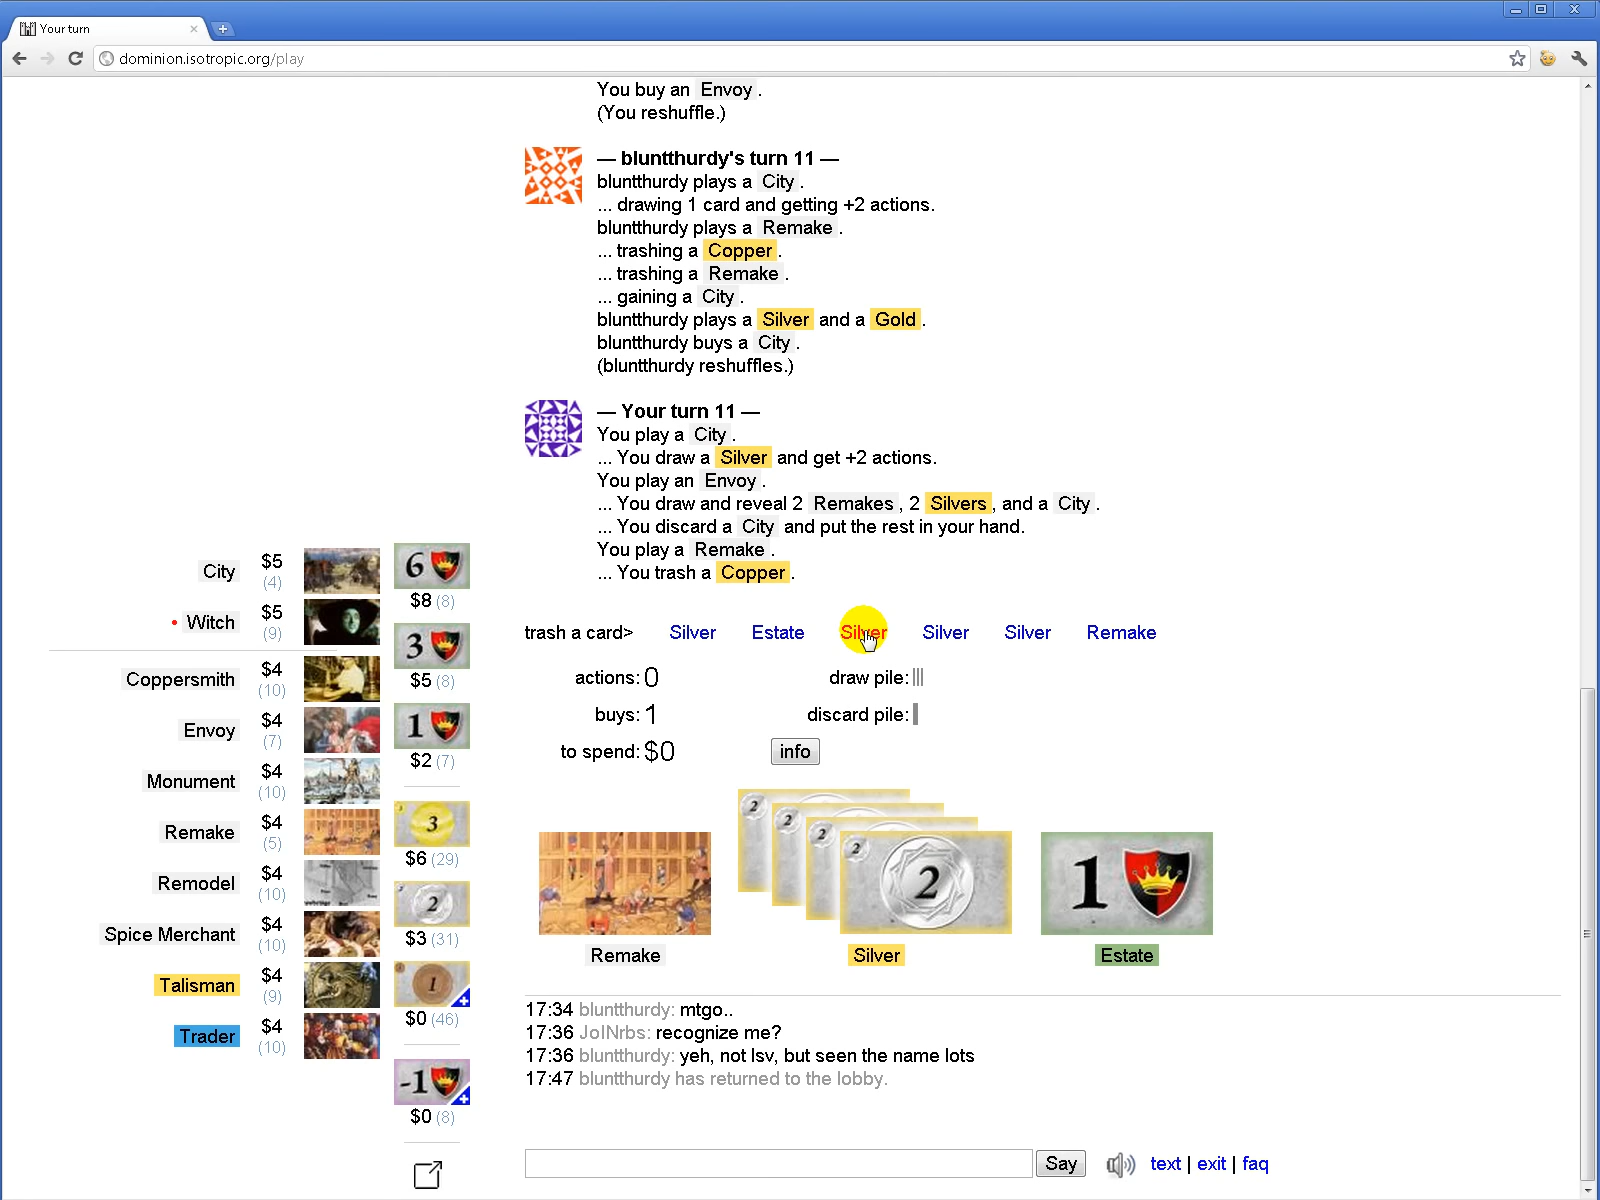 Your turn
dominion.isotropic.org/play
You buy an Envoy .
(You reshuffle.)
— bluntthurdy's turn 11 —
bluntthurdy plays a City .
... drawing 1 card and getting +2 actions.
bluntthurdy plays a Remake .
... trashing a Copper .
... trashing a Remake .
... gaining a City .
bluntthurdy plays a Silver and a Gold .
bluntthurdy buys a City .
(bluntthurdy reshuffles.)
— Your turn 11 —
You play a City .
... You draw a Silver and get +2 actions.
You play an Envoy .
... You draw and reveal 2 Remakes , 2 Silvers , and a City .
... You discard a City and put the rest in your hand.
You play a Remake .
... You trash a Copper .
City $5 (4)
Witch $5 (9)
Coppersmith $4 (10)
Envoy $4 (7)
Monument $4 (10)
Remake $4 (5)
Remodel $4 (10)
Spice Merchant $4 (10)
Talisman $4 (9)
Trader $4 (10)
6
$8 (8)
3
$5 (8)
1
$2 (7)
3
$6 (29)
2
$3 (31)
1
$0 (46)
-1
$0 (8)
trash a card> Silver Estate Silver Silver Silver Remake
actions: 0 draw pile:
buys: 1 discard pile:
to spend: $0 info
2
2
2
2
2
1
Remake Silver Estate
17:34 bluntthurdy: mtgo..
17:36 JolNrbs: recognize me?
17:36 bluntthurdy: yeh, not lsv, but seen the name lots
17:47 bluntthurdy has returned to the lobby.
Say text | exit | faq